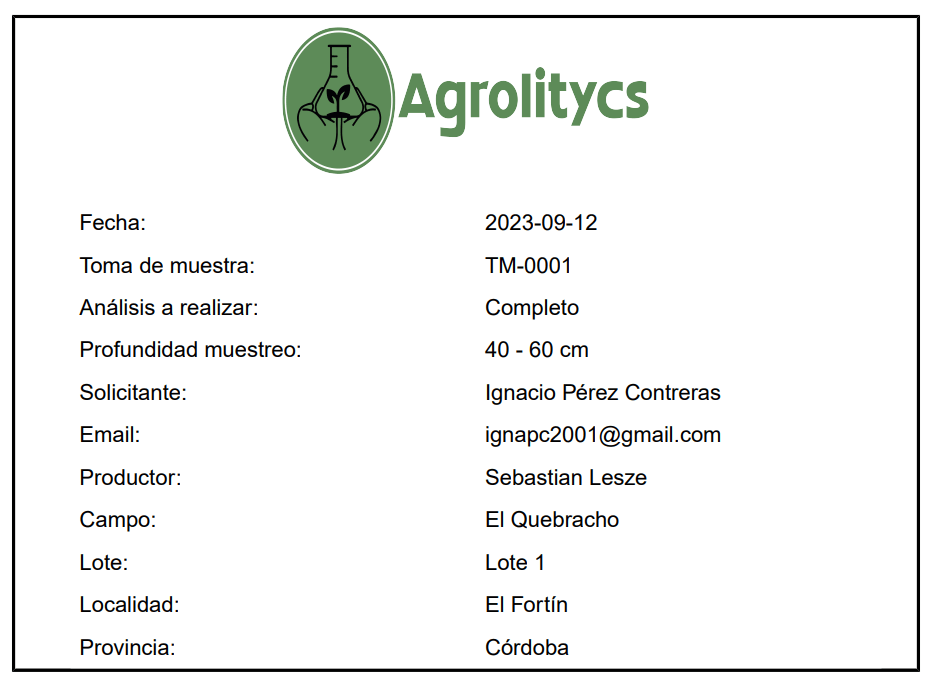 Agrolitycs
Fecha: 2023-09-12
Toma de muestra: TM-0001
Análisis a realizar: Completo
Profundidad muestreo: 40 - 60 cm
Solicitante: Ignacio Pérez Contreras
Email: ignapc2001@gmail.com
Productor: Sebastian Lesze
Campo: El Quebracho
Lote: Lote 1
Localidad: El Fortín
Provincia: Córdoba